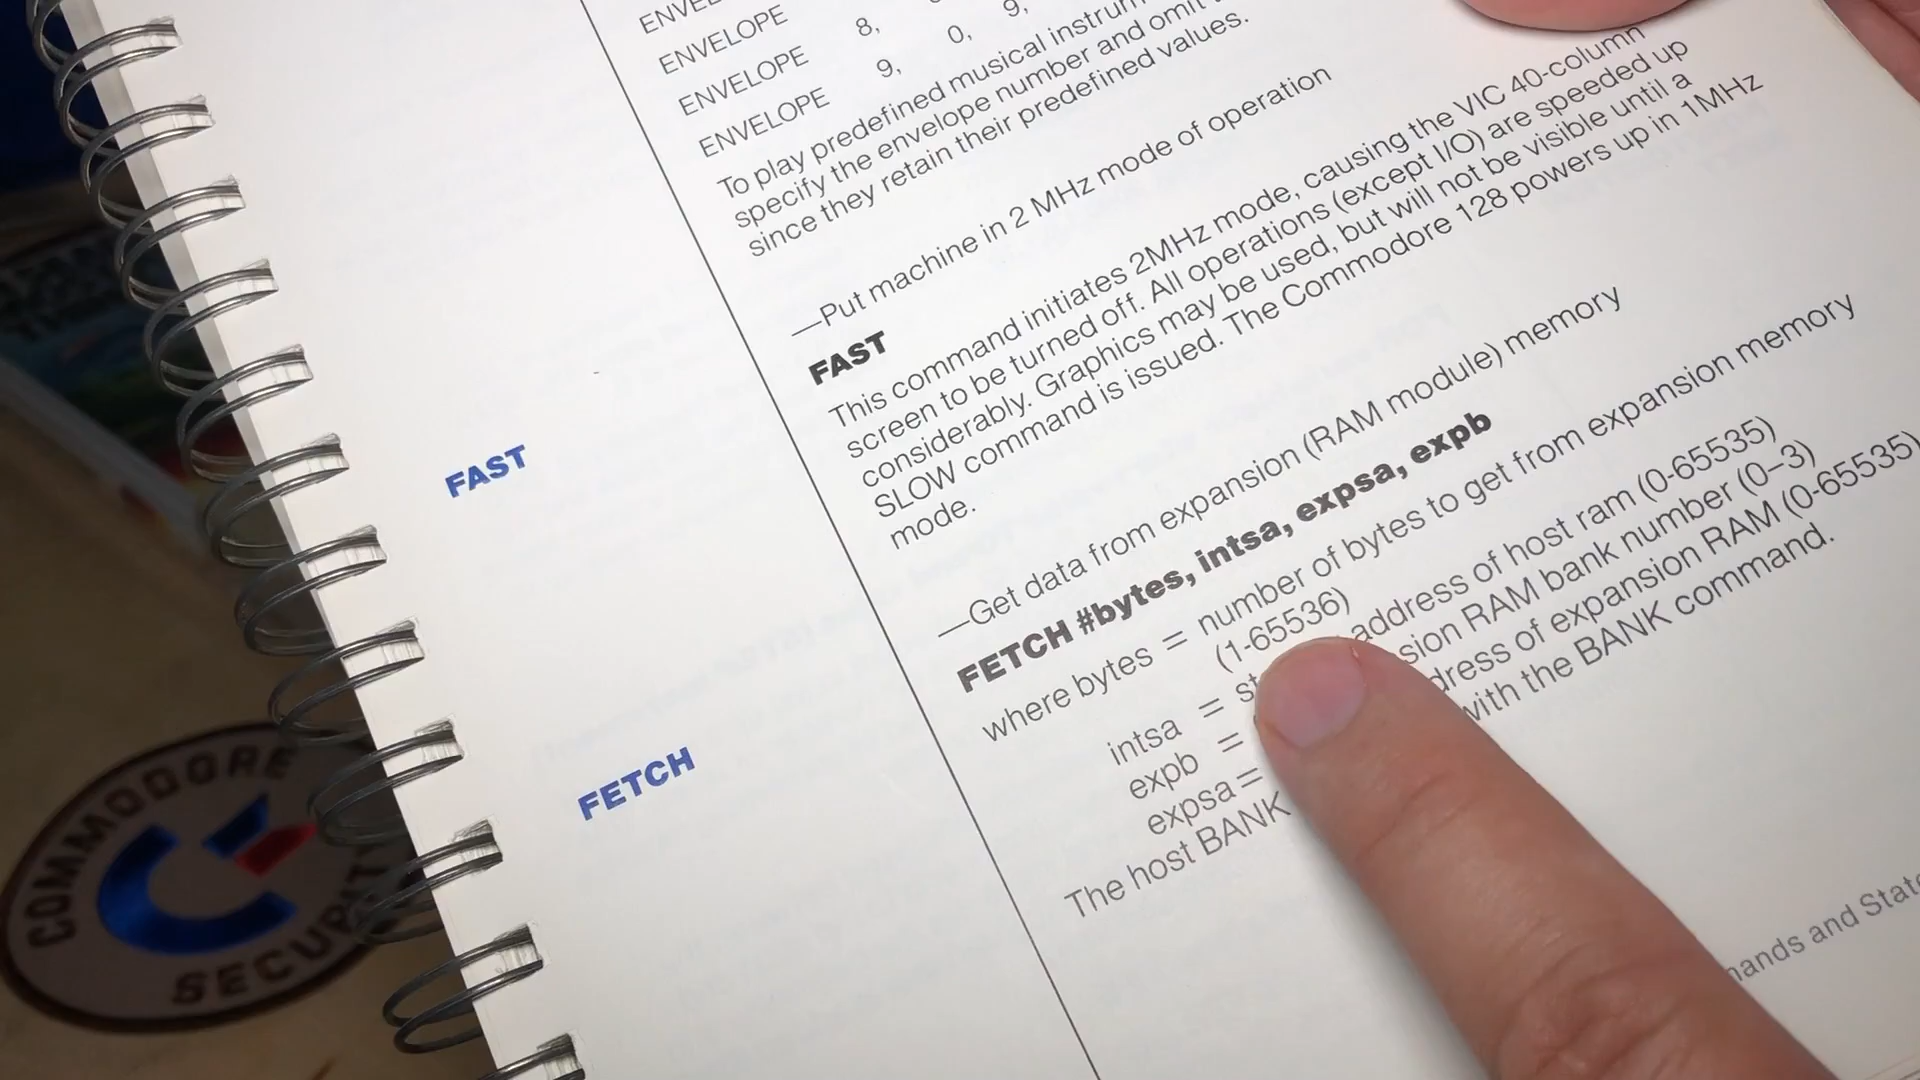 ENVELOPE
ENVELOPE 8,
ENVELOPE 0, 9,
ENVELOPE 9,
To play predefined musical
specify the envelope number and omit
since they retain their predefined values.
—Put machine in 2 MHz mode of operation
FAST
FAST
This command initiates 2MHz mode, causing the VIC 40-column
screen to be turned off. All operations (except I/O) are speeded up
considerably. Graphics may be used, but will not be visible until a
SLOW command is issued. The Commodore 128 powers up in 1MHz
mode.
—Get data from expansion (RAM module) memory
FETCH
FETCH #bytes, intsa, expsa, expb
where bytes = number of bytes to get from expansion memory
(1-65536)
intsa = address of host ram (0-65535)
expb = RAM bank number (0–3)
expsa = of expansion RAM (0-65535)
The host BANK with the BANK command.
and
COMMODORE
SECURITY